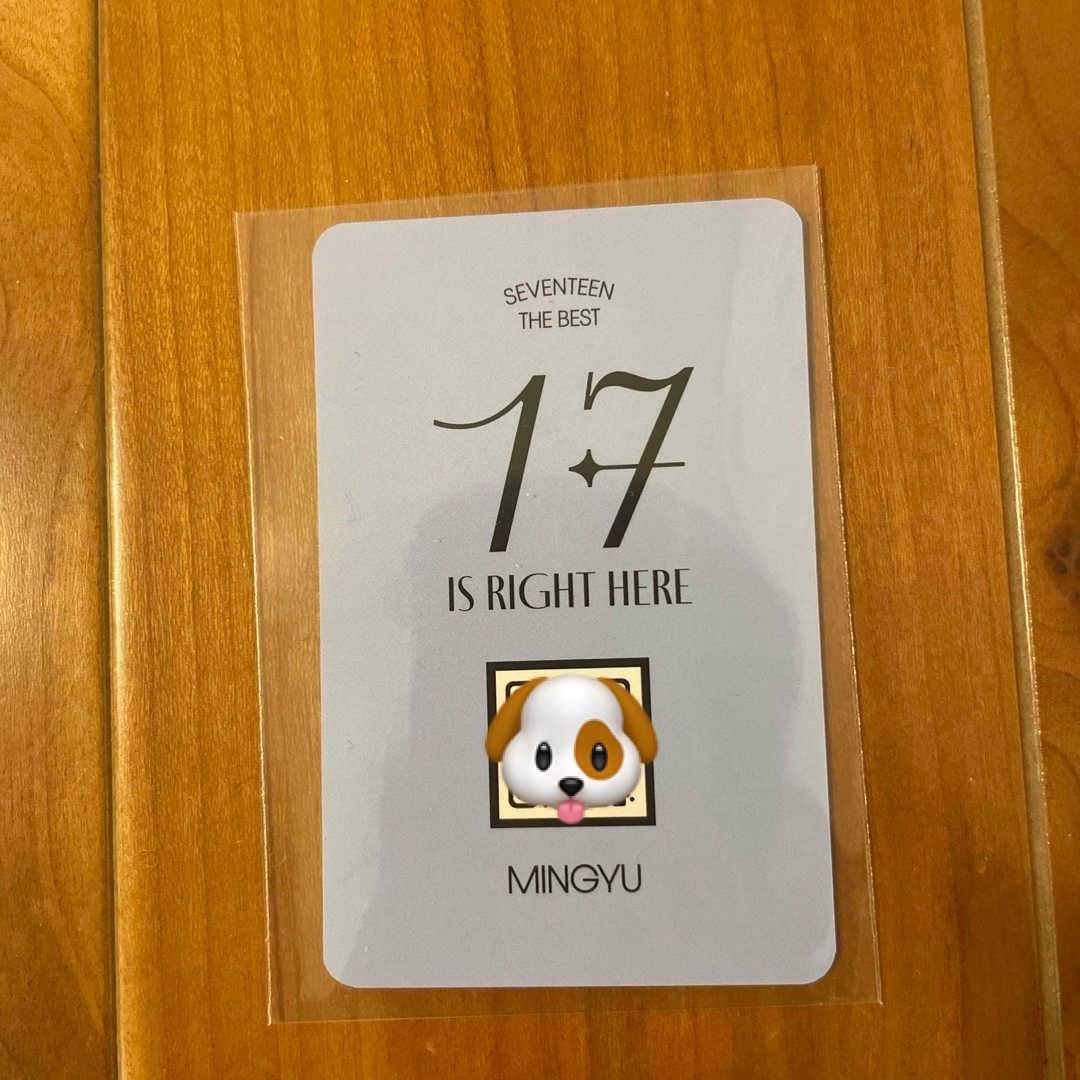 SEVENTEEN
THE BEST
17
IS RIGHT HERE
MINGYU